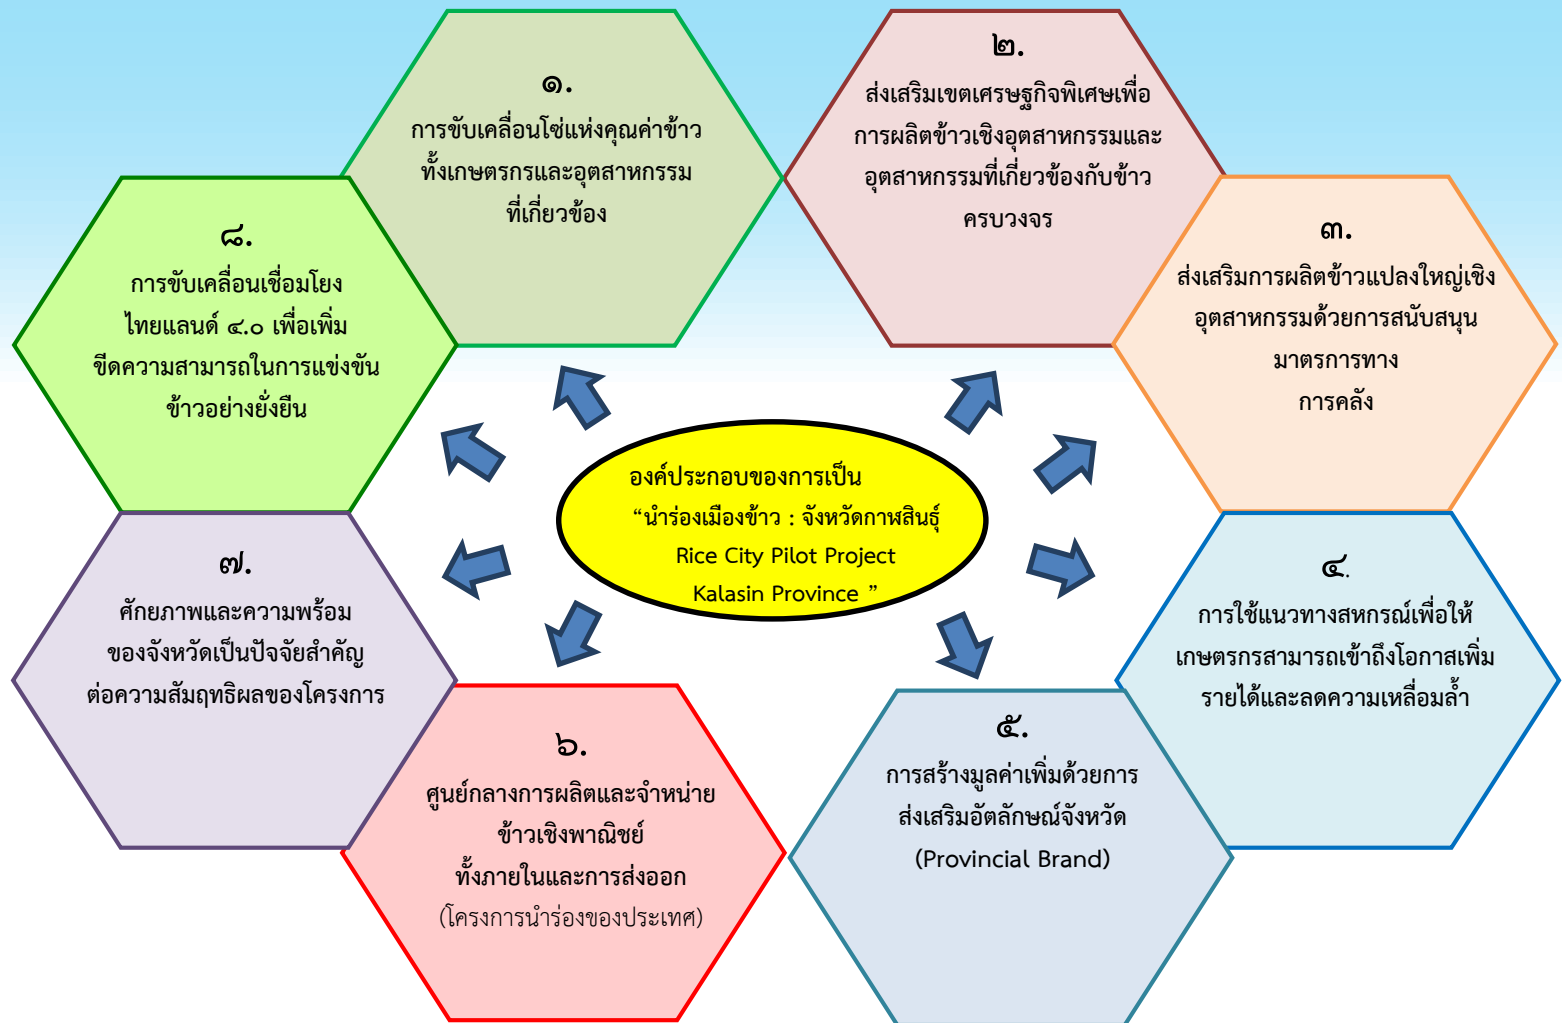 ๑.
การขับเคลื่อนโซ่แห่งคุณค่าข้าว
ทั้งเกษตรกรและอุตสาหกรรม
ที่เกี่ยวข้อง
๒.
ส่งเสริมเขตเศรษฐกิจพิเศษเพื่อ
การผลิตข้าวเชิงอุตสาหกรรมและ
อุตสาหกรรมที่เกี่ยวข้องกับข้าว
ครบวงจร
๓.
ส่งเสริมการผลิตข้าวแปลงใหญ่เชิง
อุตสาหกรรมด้วยการสนับสนุน
มาตรการทาง
การคลัง
๔.
การใช้แนวทางสหกรณ์เพื่อให้
เกษตรกรสามารถเข้าถึงโอกาสเพิ่ม
รายได้และลดความเหลื่อมล้ำ
๕.
การสร้างมูลค่าเพิ่มด้วยการ
ส่งเสริมอัตลักษณ์จังหวัด
(Provincial Brand)
๖.
ศูนย์กลางการผลิตและจำหน่าย
ข้าวเชิงพาณิชย์
ทั้งภายในและการส่งออก
(โครงการนำร่องของประเทศ)
๗.
ศักยภาพและความพร้อม
ของจังหวัดเป็นปัจจัยสำคัญ
ต่อความสัมฤทธิผลของโครงการ
๘.
การขับเคลื่อนเชื่อมโยง
ไทยแลนด์ ๔.๐ เพื่อเพิ่ม
ขีดความสามารถในการแข่งขัน
ข้าวอย่างยั่งยืน
องค์ประกอบของการเป็น
“นำร่องเมืองข้าว : จังหวัดกาฬสินธุ์
Rice City Pilot Project
Kalasin Province ”